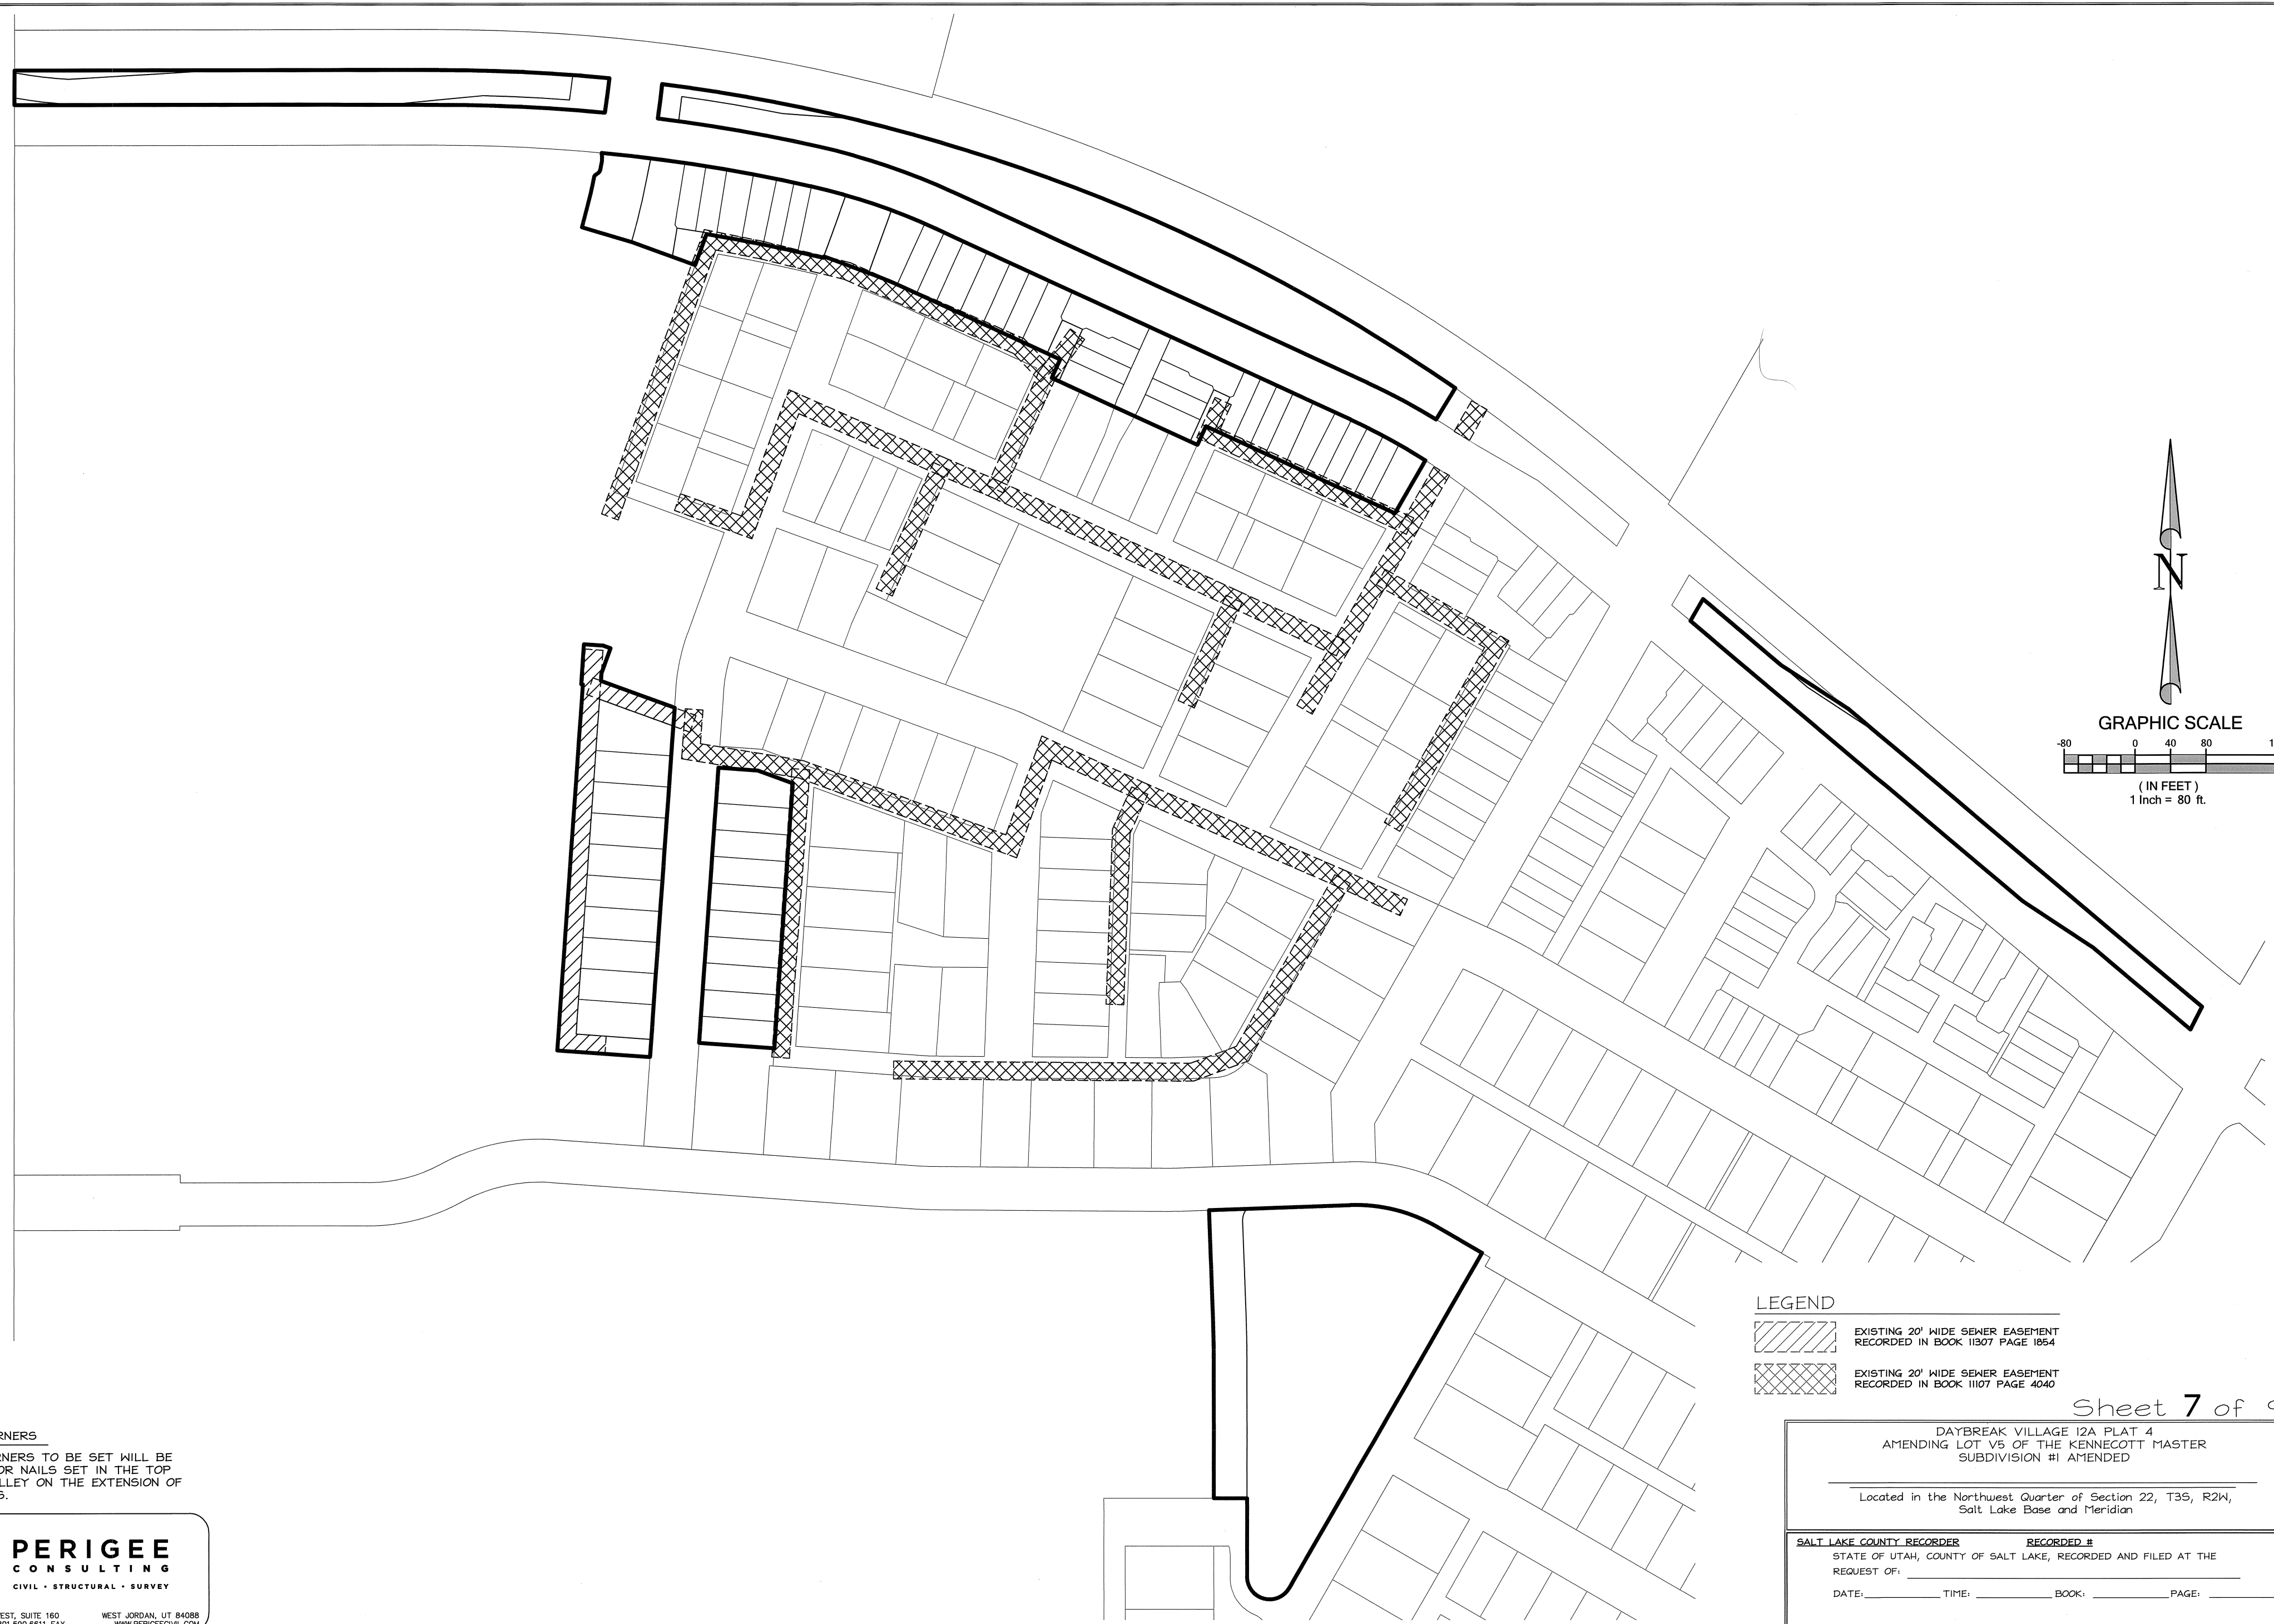 N
GRAPHIC SCALE
-80 0 40 80
( IN FEET )
1 Inch = 80 ft.
LEGEND
EXISTING 20' WIDE SEWER EASEMENT
RECORDED IN BOOK 11307 PAGE 1854
EXISTING 20' WIDE SEWER EASEMENT
RECORDED IN BOOK 11107 PAGE 4040
Sheet 7 of
DAYBREAK VILLAGE 12A PLAT 4
AMENDING LOT V5 OF THE KENNECOTT MASTER
SUBDIVISION #1 AMENDED
Located in the Northwest Quarter of Section 22, T3S, R2W,
Salt Lake Base and Meridian
SALT LAKE COUNTY RECORDER RECORDED #
STATE OF UTAH, COUNTY OF SALT LAKE, RECORDED AND FILED AT THE
REQUEST OF:
DATE: TIME: BOOK: PAGE:
RNERS
NERS TO BE SET WILL BE
OR NAILS SET IN THE TOP
LLEY ON THE EXTENSION OF
S.
PERIGEE
CONSULTING
CIVIL • STRUCTURAL • SURVEY
EST, SUITE 160 WEST JORDAN, UT 84088
WWW.PERIGEECIVIL.COM